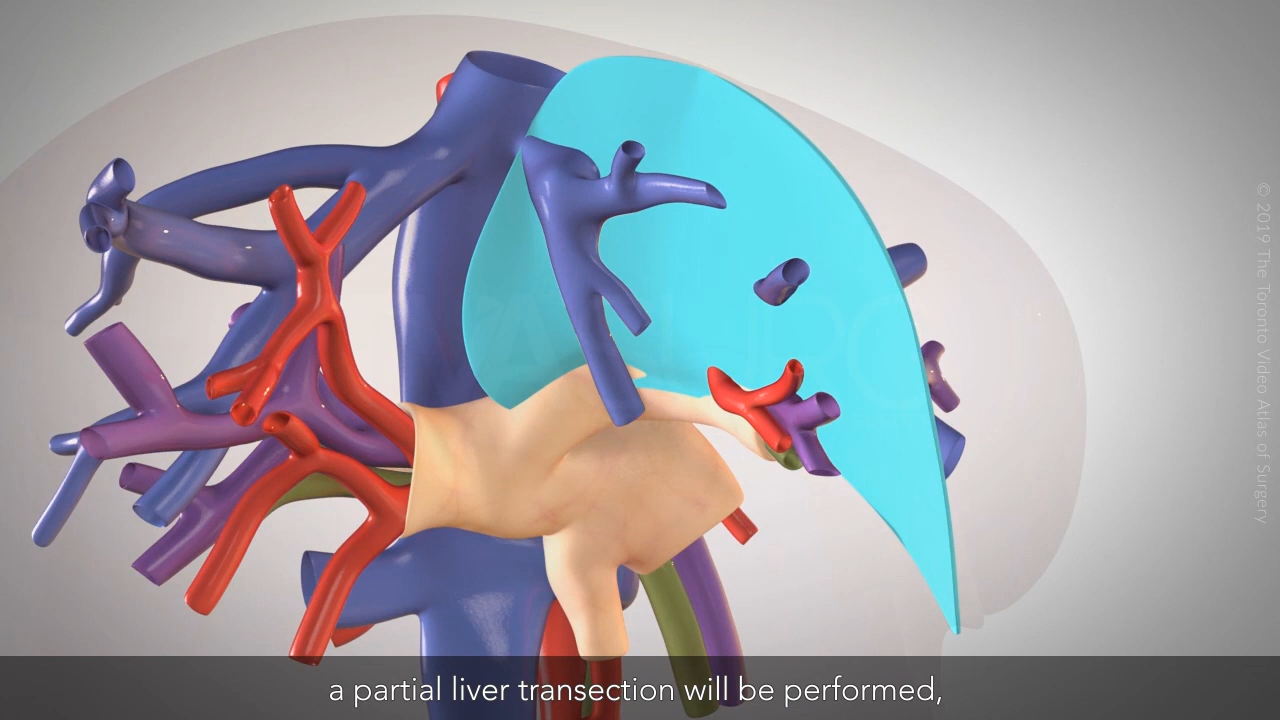 © 2019 The Toronto Video Atlas of Surgery
a partial liver transection will be performed,